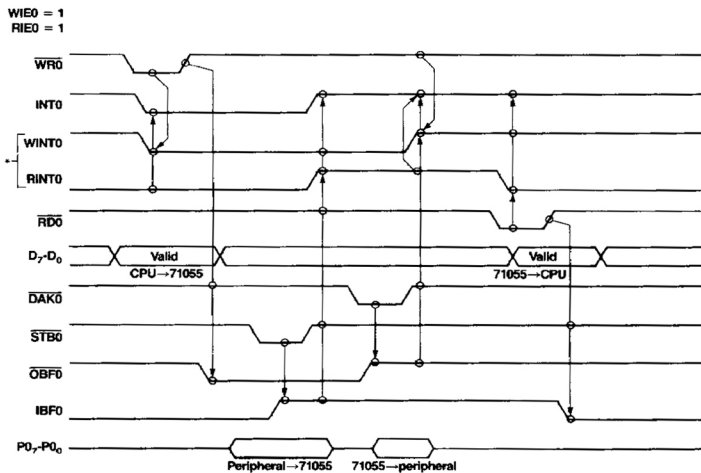 WIE0 = 1
RIE0 = 1
WR0
INT0
WINT0
*
RINT0
RD0
D7-D0
Valid
CPU→71055
Valid
71055→CPU
DAK0
STB0
OBF0
IBF0
P07-P00
Peripheral→71055
71055→peripheral